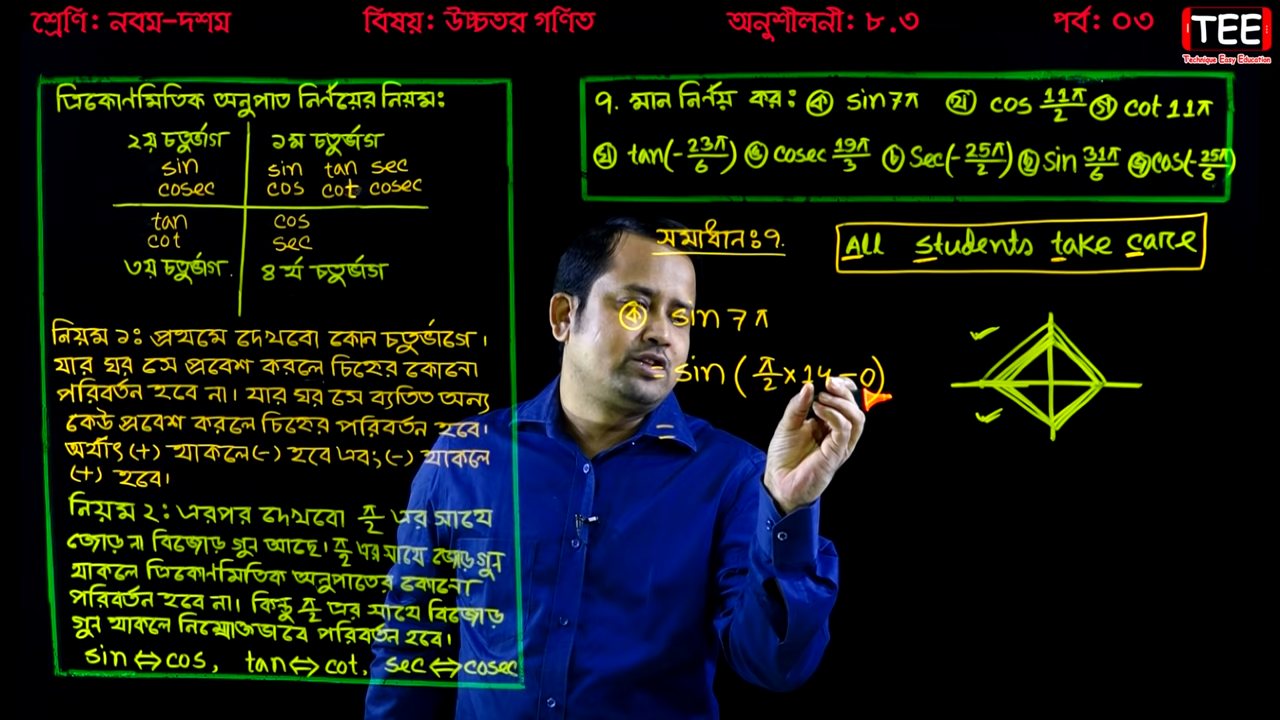 শ্রেণি: নবম-দশম বিষয়: উচ্চতর গণিত অনুশীলনী: ৮.৩ পর্ব: ০৩
TEE
Technique Easy Education
ত্রিকোণমিতিক অনুপাত নির্ণয়ের নিয়ম:
২য় চতুর্ভাগ ১ম চতুর্ভাগ
sin sin tan sec
cosec cos cot cosec
tan cos
cot sec
৩য় চতুর্ভাগ. ৪র্থ চতুর্ভাগ
নিয়ম ১: প্রথমে দেখবো কোন চতুর্ভাগে।
যার ঘর সে প্রবেশ করলে চিহ্নের কোনো
পরিবর্তন হবে না। যার ঘর সে ব্যতিত অন্য
কেউ প্রবেশ করলে চিহ্নের পরিবর্তন হবে।
অর্থাৎ (+) থাকলে (-) হবে এবং (-) থাকলে
(+) হবে।
নিয়ম ২: এরপর দেখবো π/2 এর সাথে
জোড় না বিজোড় গুন আছে। π/2 এর সাথে জোড় গুন
থাকলে ত্রিকোণমিতিক অনুপাতের কোনো
পরিবর্তন হবে না। কিন্তু π/2 এর সাথে বিজোড়
গুন থাকলে নিম্নোক্তভাবে পরিবর্তন হবে।
sin⇔cos, tan⇔cot, sec⇔cosec
৭. মান নির্ণয় কর: ক sin 7π খ cos 11π/2 গ cot 11π
ঘ tan(-23π/6) ঙ cosec 19π/3 চ Sec(-25π/2) ছ sin 31π/6 জ cos(-25π/6)
সমাধান: ৭.
All students take care
ক sin 7π
= sin (π/2 × 14 - 0)
=